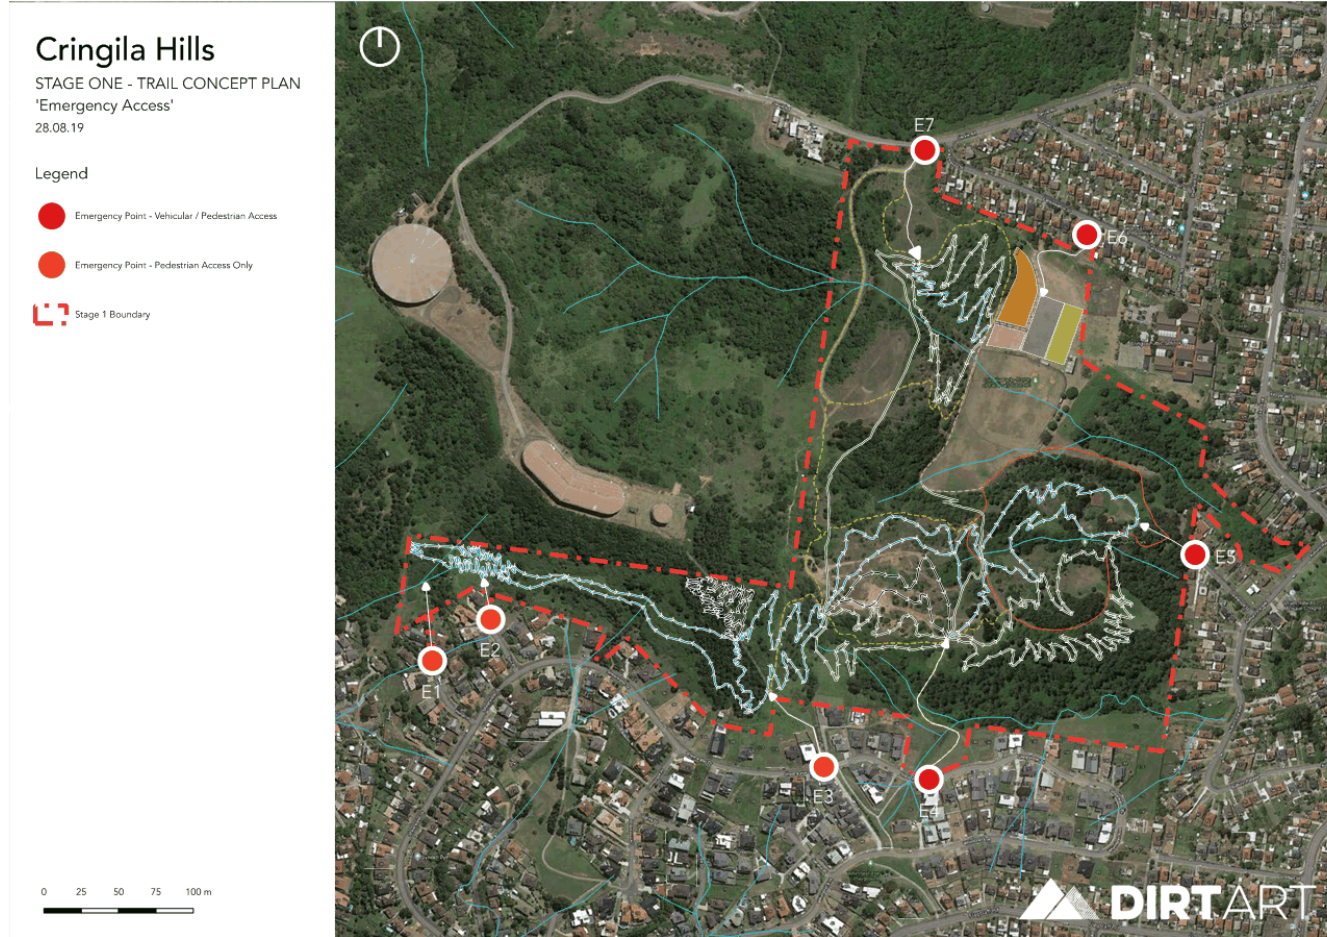 Cringila Hills
STAGE ONE - TRAIL CONCEPT PLAN
'Emergency Access'
28.08.19
Legend
Emergency Point - Vehicular / Pedestrian Access
Emergency Point - Pedestrian Access Only
Stage 1 Boundary
E7
E6
E5
E2
E1
E3
E4
0 25 50 75 100 m
DIRTART